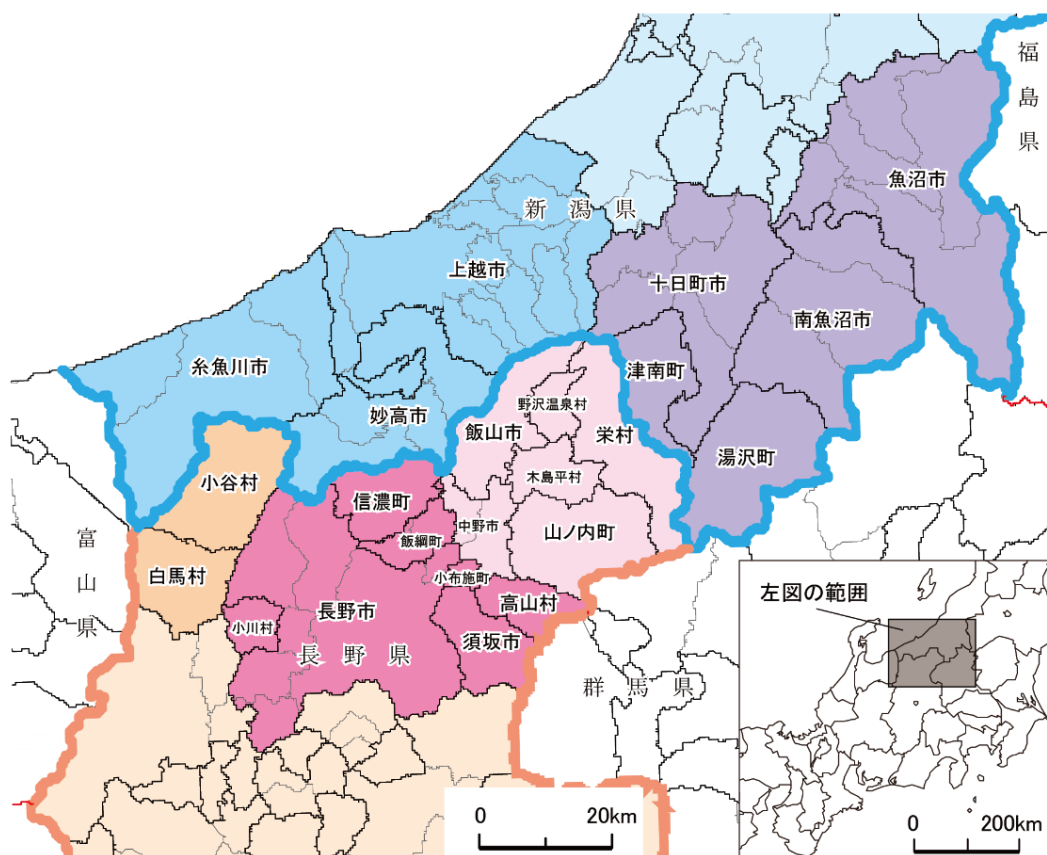 福島県
魚沼市
新潟県
上越市
十日町市
南魚沼市
糸魚川市
津南町
妙高市
野沢温泉村
飯山市
栄村
湯沢町
小谷村
木島平村
信濃町
中野市
山ノ内町
飯綱町
富山県
白馬村
小布施町
高山村
長野市
小川村
須坂市
長野県
群馬県
左図の範囲
0 20km
0 200km